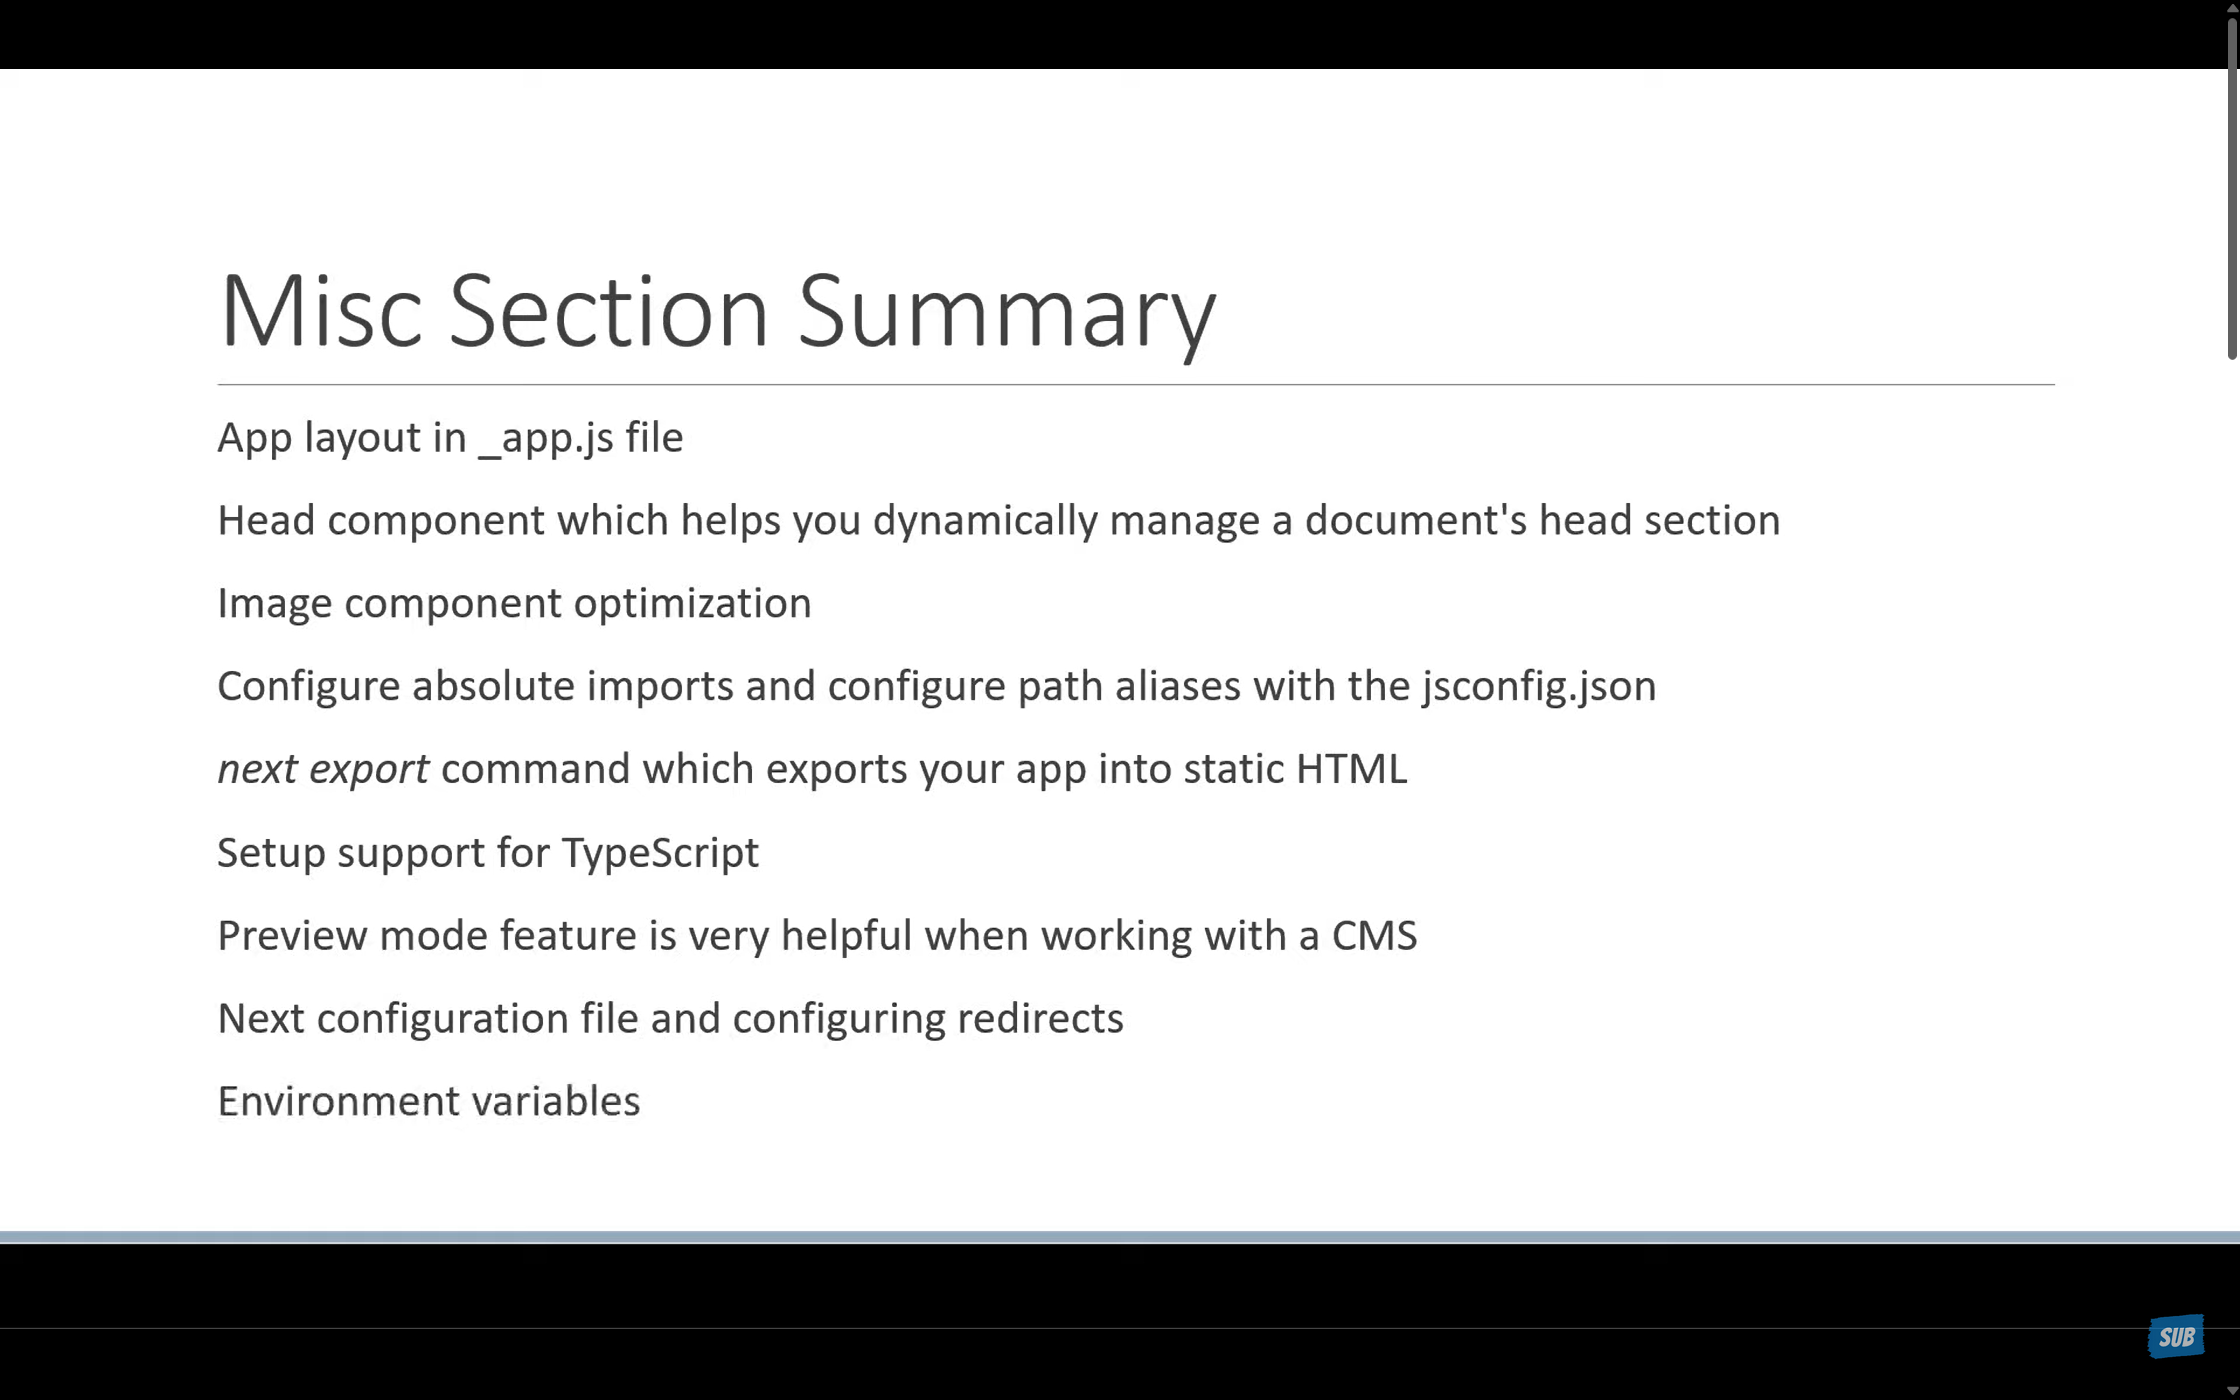 Misc Section Summary
App layout in _app.js file
Head component which helps you dynamically manage a document's head section
Image component optimization
Configure absolute imports and configure path aliases with the jsconfig.json
next export command which exports your app into static HTML
Setup support for TypeScript
Preview mode feature is very helpful when working with a CMS
Next configuration file and configuring redirects
Environment variables
SUB